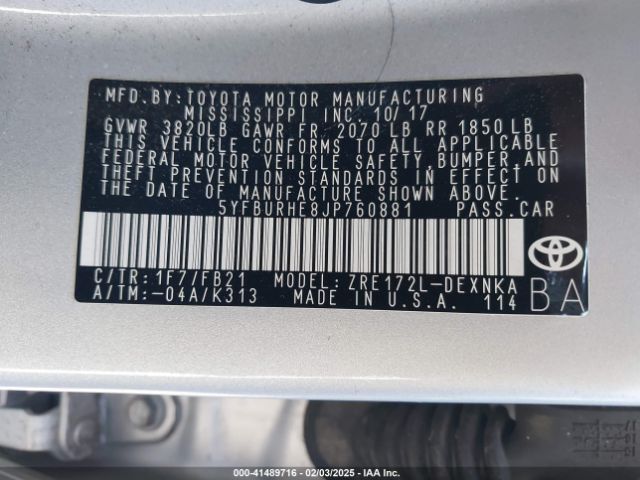 MFD. BY: TOYOTA MOTOR MANUFACTURING
MISSISSIPPI INC. 10/17
GVWR 3820LB GAWR FR. 2070 LB RR 1850 LB
THIS VEHICLE CONFORMS TO ALL APPLICABLE
FEDERAL MOTOR VEHICLE SAFETY, BUMPER, AND
THEFT PREVENTION STANDARDS IN EFFECT ON
THE DATE OF MANUFACTURE SHOWN ABOVE.
5YFBURHE8JP760881 PASS.CAR
C/TR: 1F7/FB21 MODEL: ZRE172L-DEXNKA
A/TM: -04A/K313 MADE IN U.S.A. 114
BA
000-41489716 - 02/03/2025 - IAA Inc.